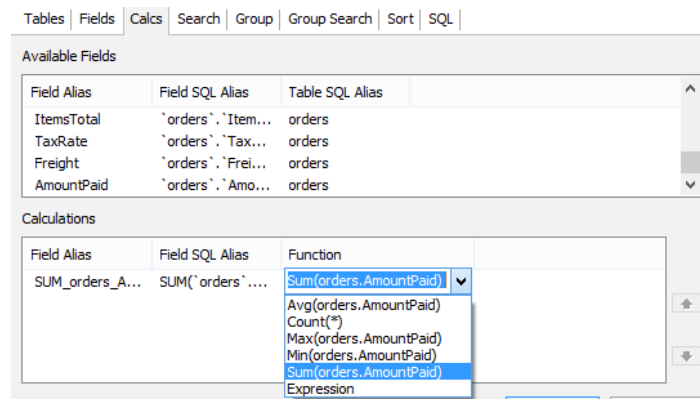 Tables Fields Calcs Search Group Group Search Sort SQL
Available Fields
Field Alias Field SQL Alias Table SQL Alias
ItemsTotal `orders`.`Item... orders
TaxRate `orders`.`Tax... orders
Freight `orders`.`Frei... orders
AmountPaid `orders`.`Amo... orders
Calculations
Field Alias Field SQL Alias Function
SUM_orders_A... SUM(`orders`.... Sum(orders.AmountPaid)
Avg(orders.AmountPaid)
Count(*)
Max(orders.AmountPaid)
Min(orders.AmountPaid)
Sum(orders.AmountPaid)
Expression